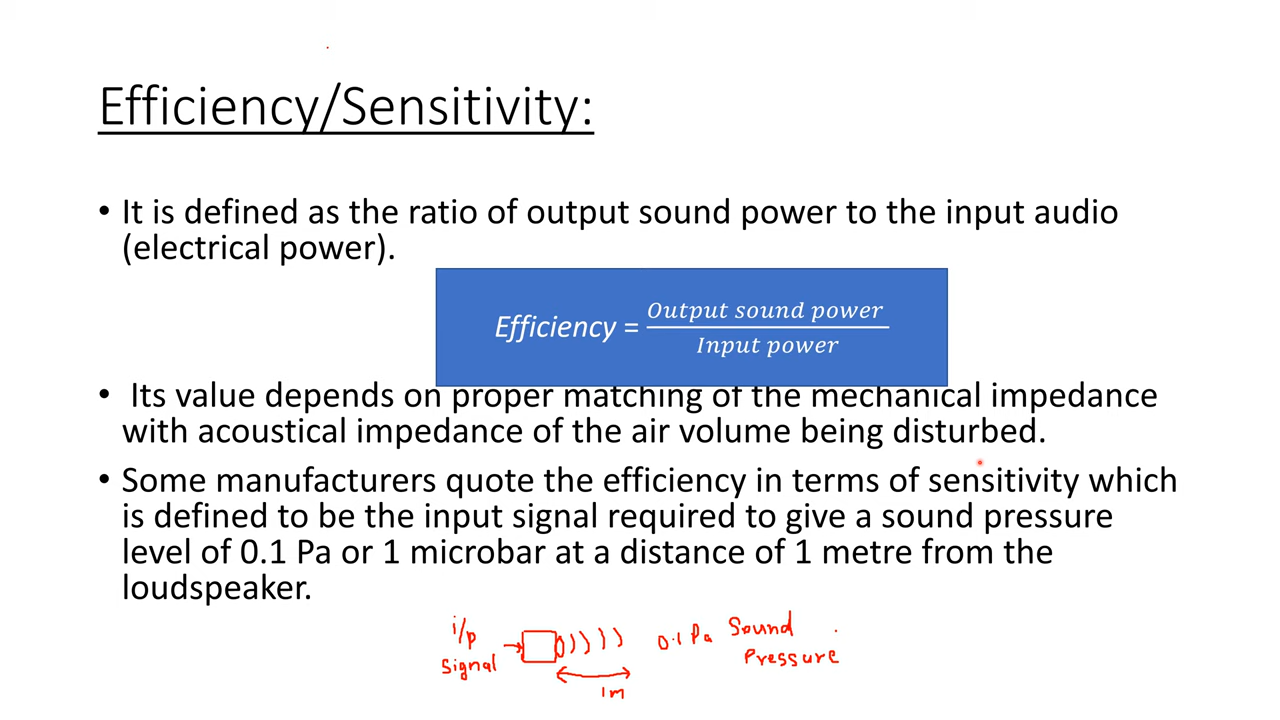 Efficiency/Sensitivity:
• It is defined as the ratio of output sound power to the input audio
(electrical power).
Efficiency = Output sound power
Input power
• Its value depends on proper matching of the mechanical impedance
with acoustical impedance of the air volume being disturbed.
• Some manufacturers quote the efficiency in terms of sensitivity which
is defined to be the input signal required to give a sound pressure
level of 0.1 Pa or 1 microbar at a distance of 1 metre from the
loudspeaker.
i/p
Signal
0.1 Pa Sound
Pressure
1m